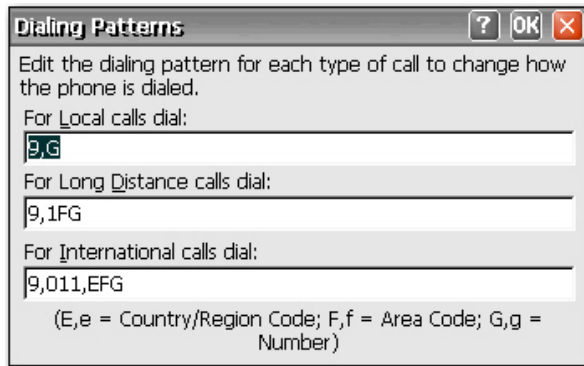 Dialing Patterns ? OK X
Edit the dialing pattern for each type of call to change how
the phone is dialed.
For Local calls dial:
9,G
For Long Distance calls dial:
9,1FG
For International calls dial:
9,011,EFG
(E,e = Country/Region Code; F,f = Area Code; G,g =
Number)